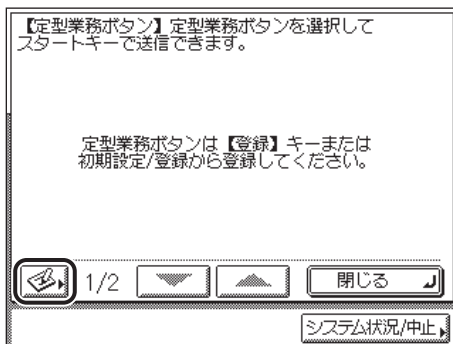 【定型業務ボタン】定型業務ボタンを選択して
スタートキーで送信できます。
定型業務ボタンは【登録】キーまたは
初期設定/登録から登録してください。
1/2
閉じる
システム状況/中止